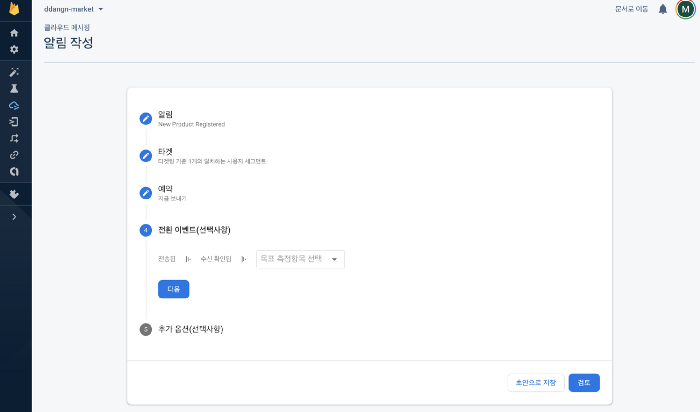 ddangn-market
문서로 이동
M
클라우드 메시징
알림 작성
알림
New Product Registered
타겟
타겟팅 기준 1개와 일치하는 사용자 세그먼트
예약
지금 보내기
4 전환 이벤트(선택사항)
전송됨 수신 확인됨 목표 측정항목 선택
다음
5 추가 옵션(선택사항)
초안으로 저장 검토